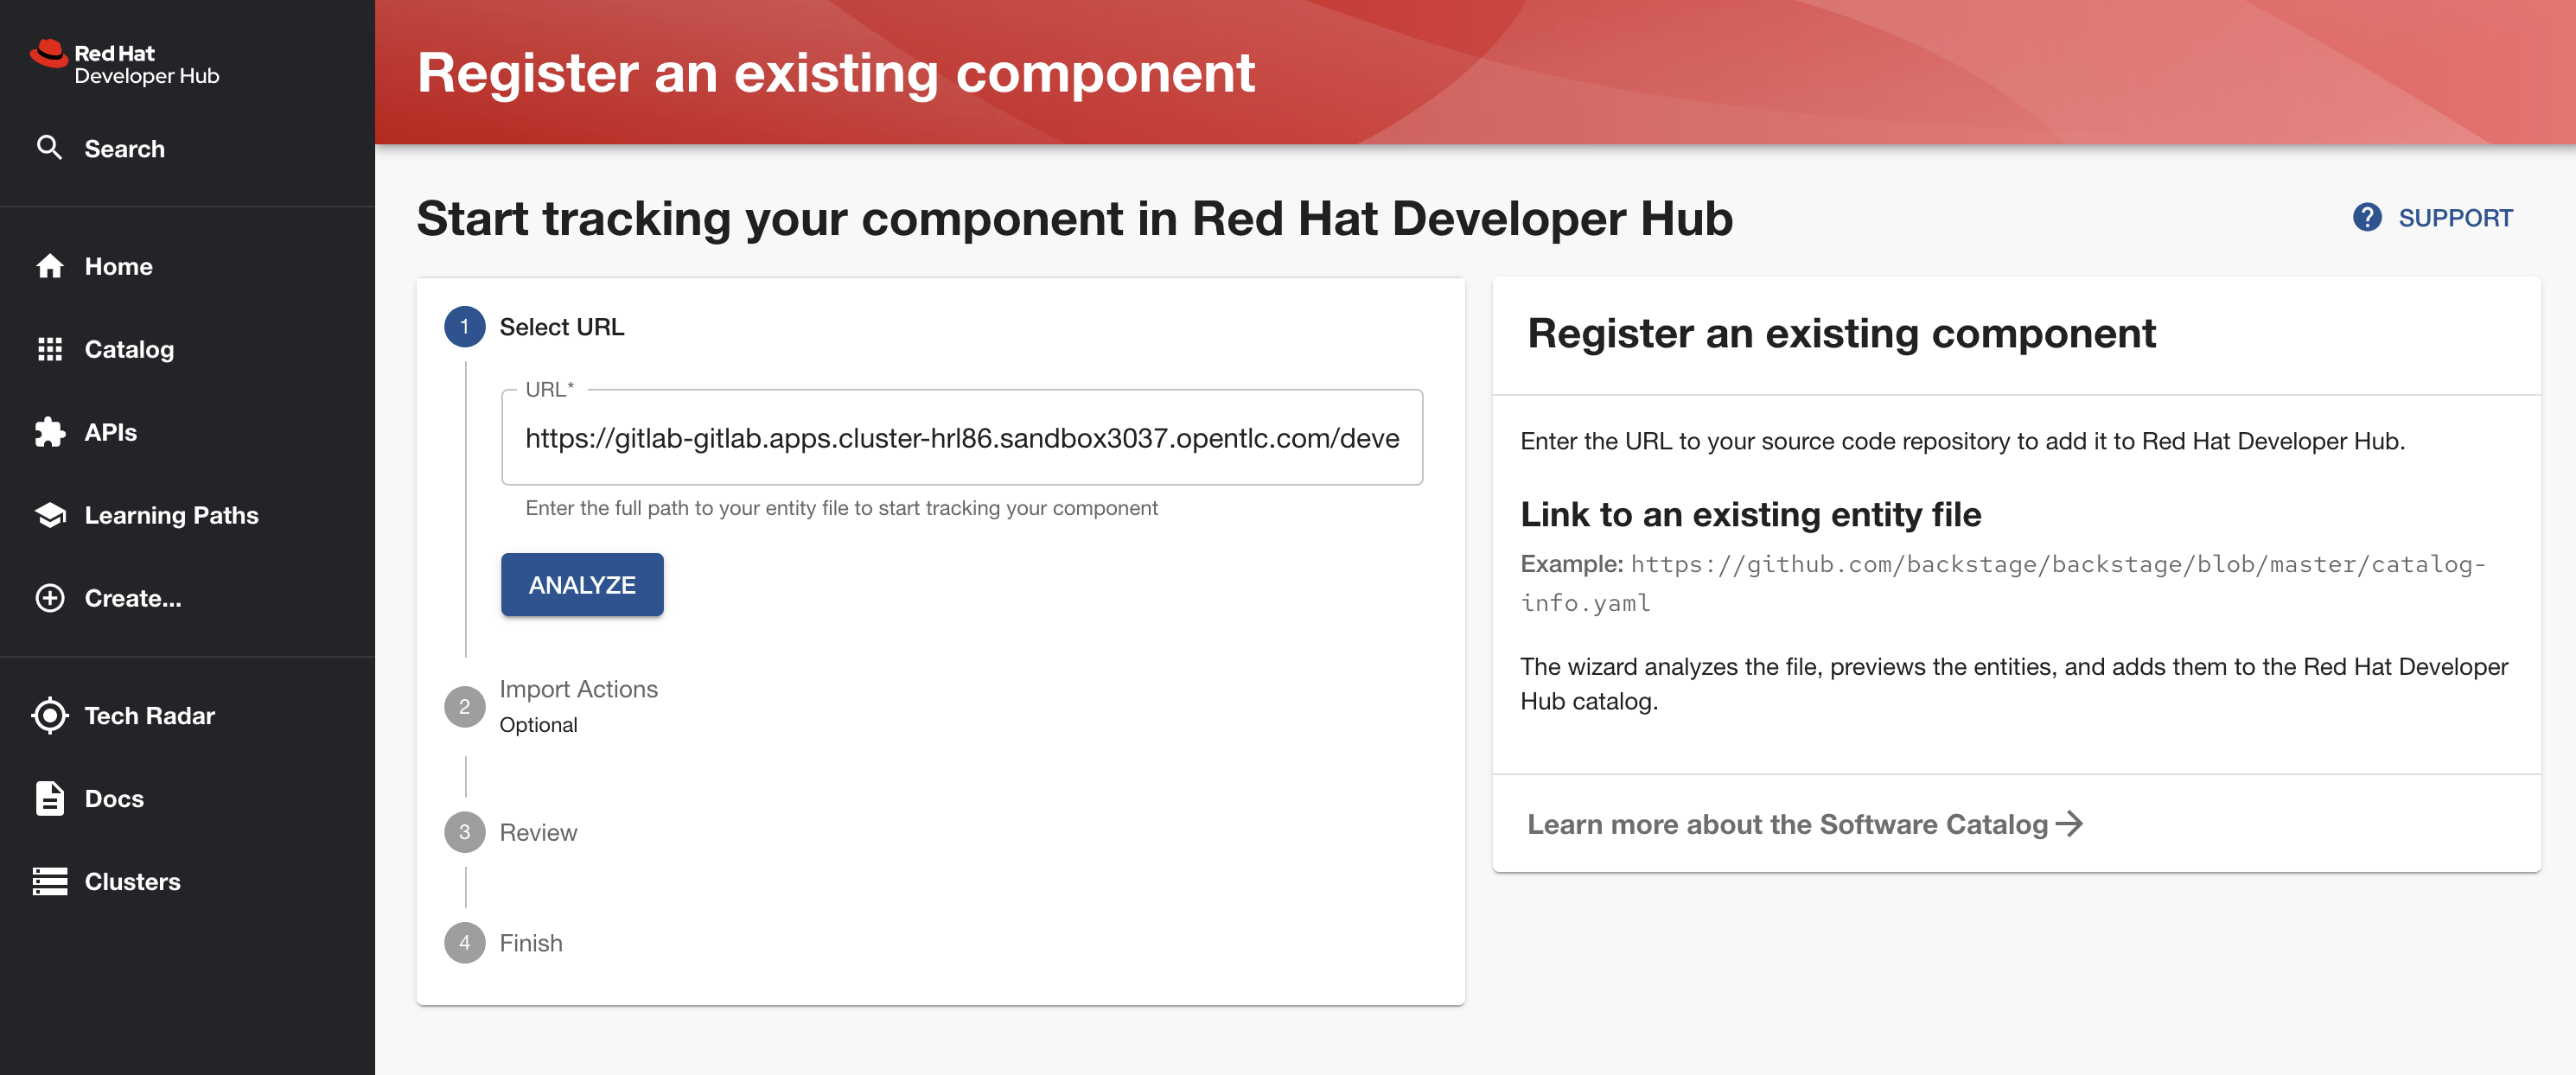 Red Hat
Developer Hub
Search
Home
Catalog
APIs
Learning Paths
Create...
Tech Radar
Docs
Clusters
Register an existing component
Start tracking your component in Red Hat Developer Hub
SUPPORT
1 Select URL
URL*
https://gitlab-gitlab.apps.cluster-hrl86.sandbox3037.opentlc.com/deve
Enter the full path to your entity file to start tracking your component
ANALYZE
2 Import Actions
Optional
3 Review
4 Finish
Register an existing component
Enter the URL to your source code repository to add it to Red Hat Developer Hub.
Link to an existing entity file
Example: https://github.com/backstage/backstage/blob/master/catalog-
info.yaml
The wizard analyzes the file, previews the entities, and adds them to the Red Hat Developer
Hub catalog.
Learn more about the Software Catalog